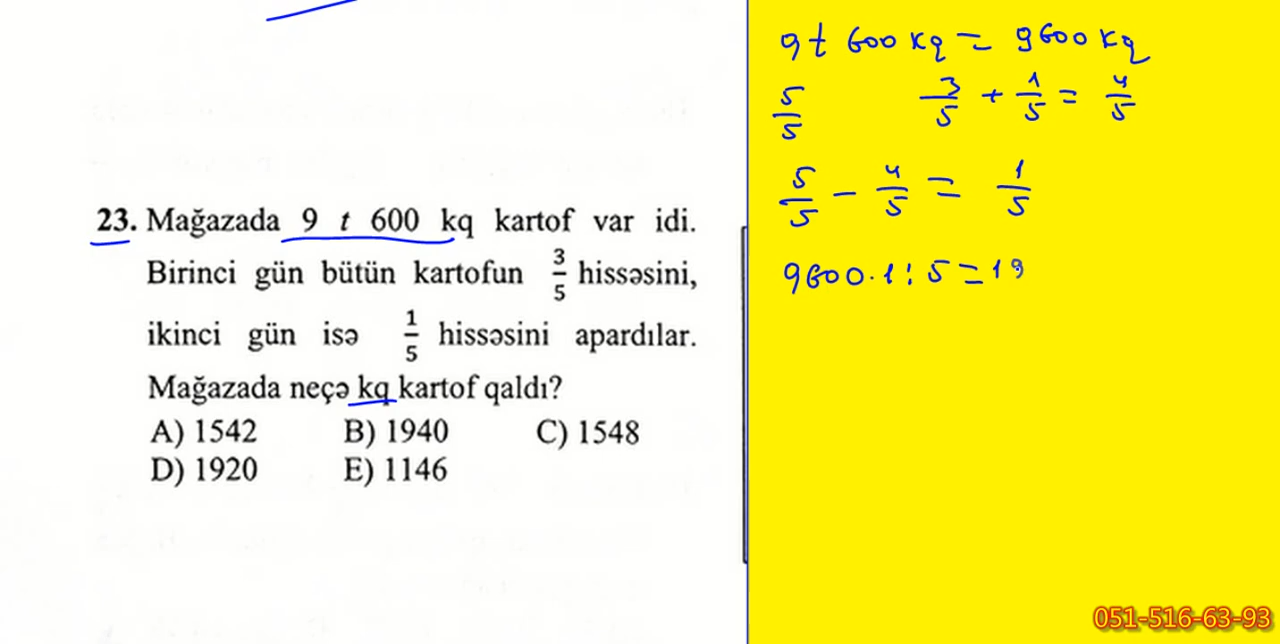 23. Mağazada 9 t 600 kq kartof var idi.
Birinci gün bütün kartofun 3/5 hissəsini,
ikinci gün isə 1/5 hissəsini apardılar.
Mağazada neçə kq kartof qaldı?
A) 1542 B) 1940 C) 1548
D) 1920 E) 1146
9 t 600 kq = 9600 kq
5/5 3/5 + 1/5 = 4/5
5/5 - 4/5 = 1/5
9600 · 1 : 5 = 19
051-516-63-93